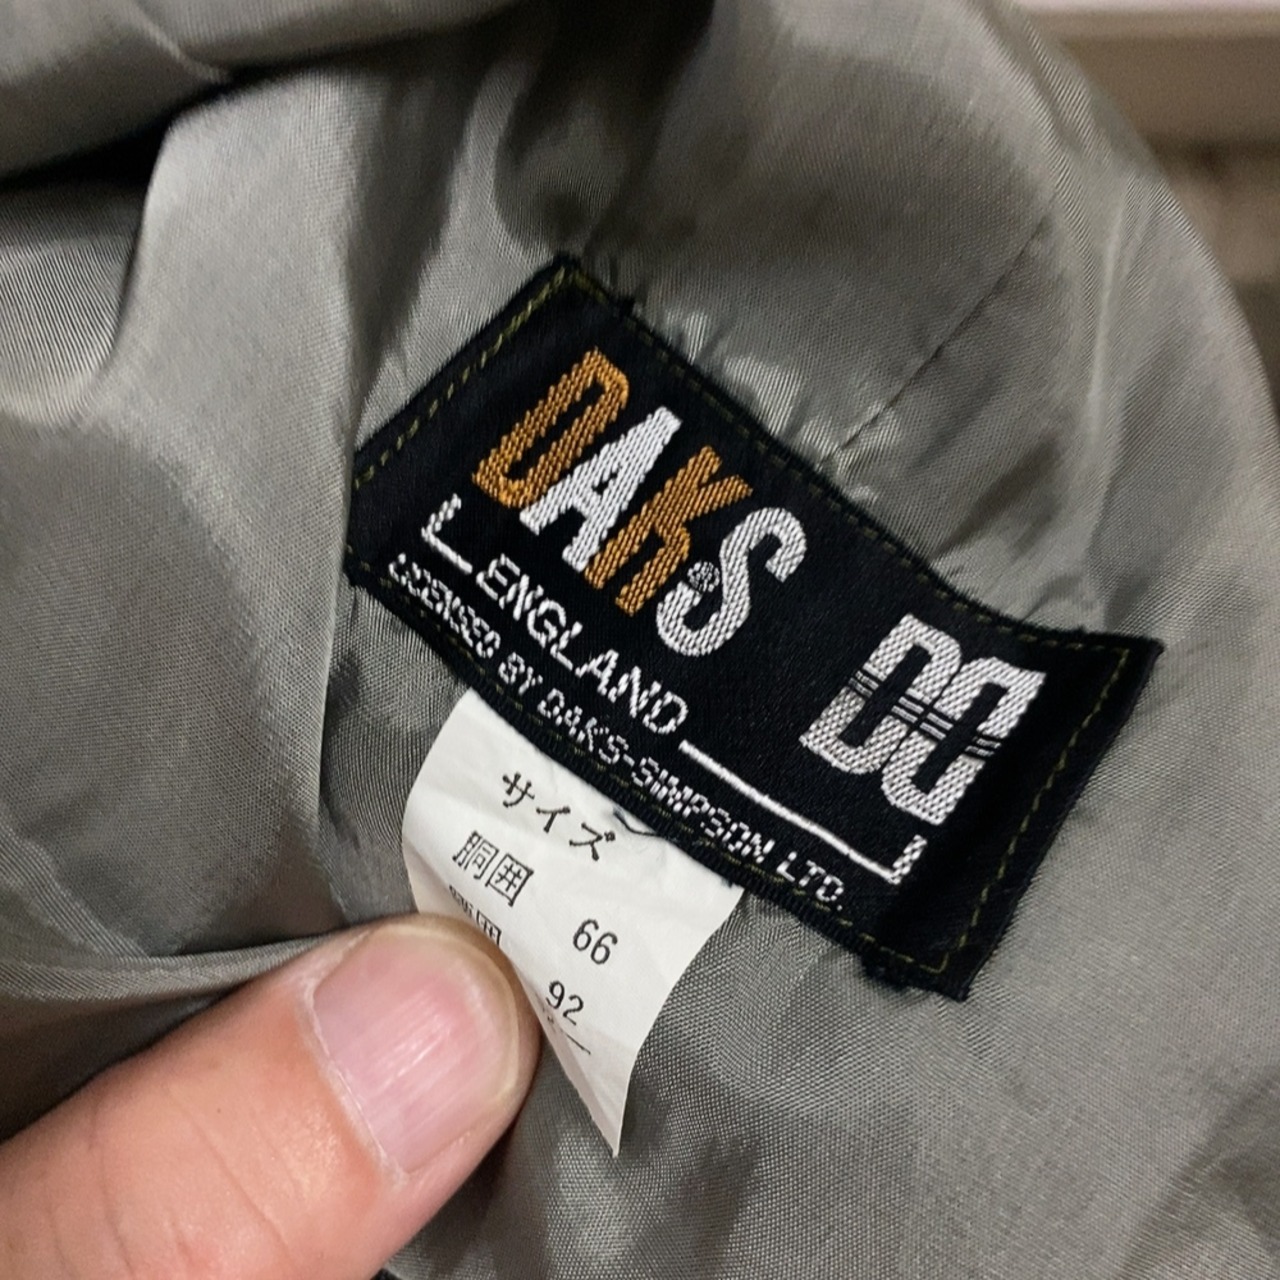 DAKS®
ENGLAND
LICENSED BY DAKS-SIMPSON LTD.
DD
サイズ
胴囲 66
92